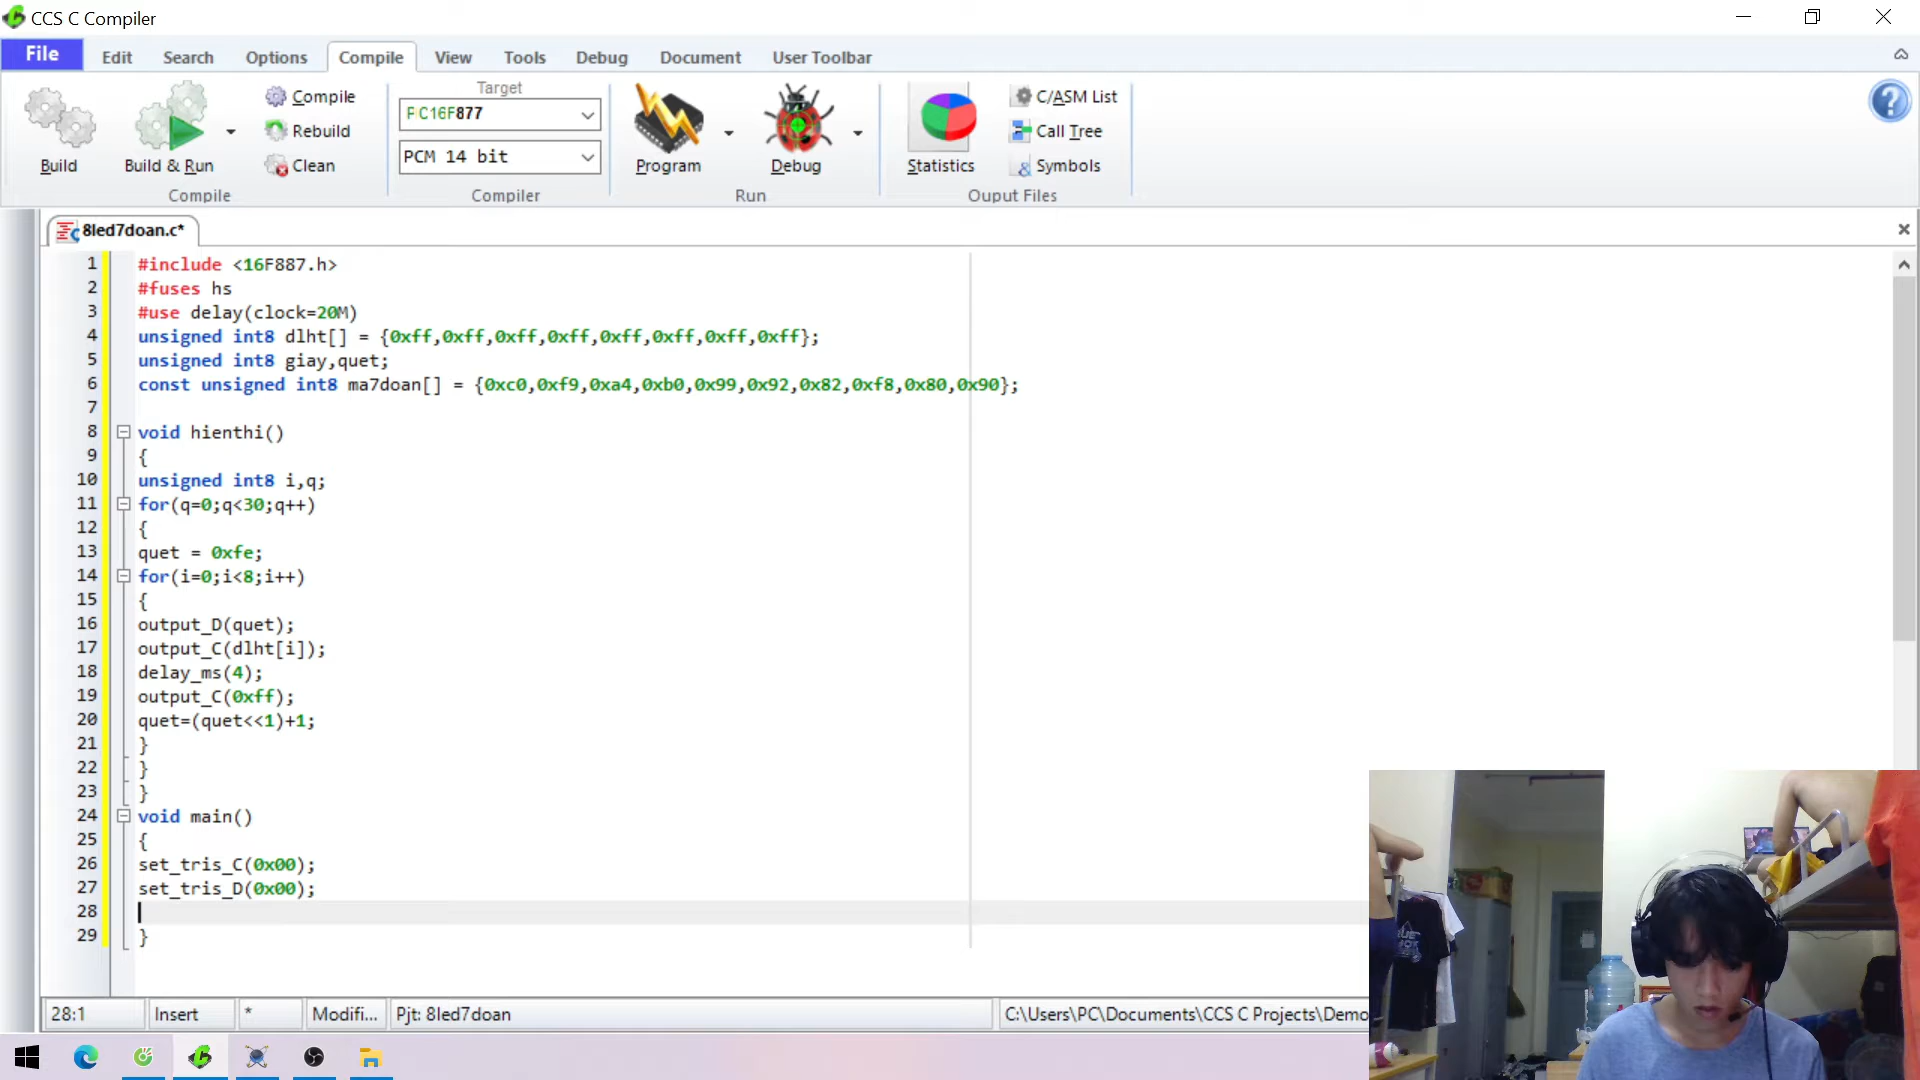 CCS C Compiler
File Edit Search Options Compile View Tools Debug Document User Toolbar
Build
Build & Run
Compile
Rebuild
Clean
Compile
Target
PIC16F877
PCM 14 bit
Compiler
Program
Debug
Run
Statistics
C/ASM List
Call Tree
Symbols
Ouput Files
8led7doan.c*
1 #include <16F887.h>
2 #fuses hs
3 #use delay(clock=20M)
4 unsigned int8 dlht[] = {0xff,0xff,0xff,0xff,0xff,0xff,0xff,0xff};
5 unsigned int8 giay,quet;
6 const unsigned int8 ma7doan[] = {0xc0,0xf9,0xa4,0xb0,0x99,0x92,0x82,0xf8,0x80,0x90};
7
8 void hienthi()
9 {
10 unsigned int8 i,q;
11 for(q=0;q<30;q++)
12 {
13 quet = 0xfe;
14 for(i=0;i<8;i++)
15 {
16 output_D(quet);
17 output_C(dlht[i]);
18 delay_ms(4);
19 output_C(0xff);
20 quet=(quet<<1)+1;
21 }
22 }
23 }
24 void main()
25 {
26 set_tris_C(0x00);
27 set_tris_D(0x00);
28
29 }
28:1 Insert * Modifi... Pjt: 8led7doan C:\Users\PC\Documents\CCS C Projects\Demo